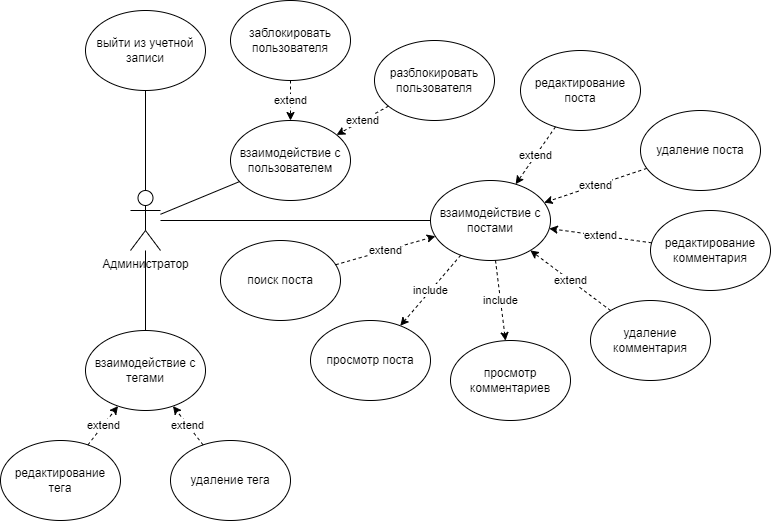 выйти из учетной
записи
заблокировать
пользователя
разблокировать
пользователя
extend
extend
взаимодействие с
пользователем
редактирование
поста
extend
удаление поста
extend
взаимодействие с
постами
extend
редактирование
комментария
Администратор
extend
поиск поста
include
include
extend
удаление
комментария
просмотр поста
просмотр
комментариев
взаимодействие с
тегами
extend
extend
редактирование
тега
удаление тега